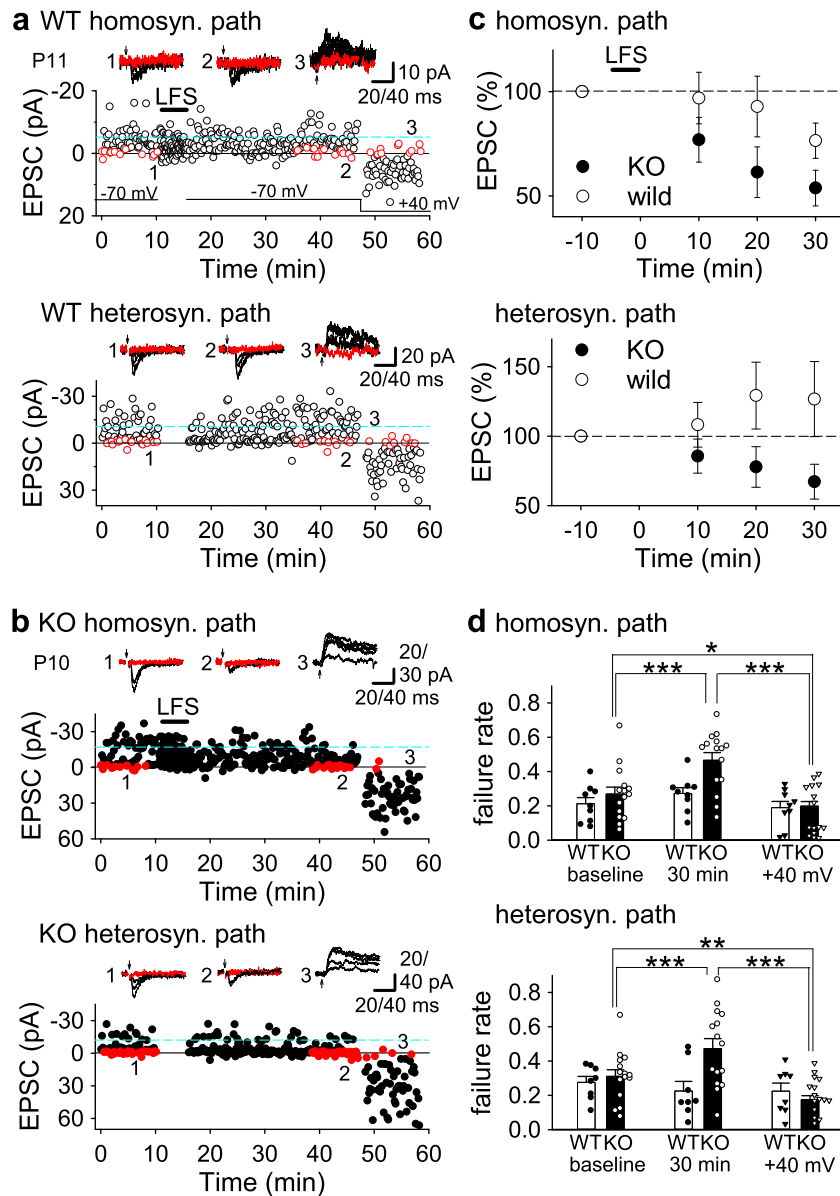 a WT homosyn. path
P11
1
2
3
10 pA
20/40 ms
-20
0
20
EPSC (pA)
LFS
3
1
2
-70 mV
-70 mV
+40 mV
0 10 20 30 40 50 60
Time (min)
WT heterosyn. path
1
2
3
20 pA
20/40 ms
-30
0
30
EPSC (pA)
3
1
2
0 10 20 30 40 50 60
Time (min)
b KO homosyn. path
P10
1
2
3
20/
30 pA
20/40 ms
-30
0
30
60
EPSC (pA)
LFS
3
1
2
0 10 20 30 40 50 60
Time (min)
KO heterosyn. path
1
2
3
20/
40 pA
20/40 ms
-30
0
30
60
EPSC (pA)
3
1
2
0 10 20 30 40 50 60
Time (min)
c homosyn. path
LFS
100
50
EPSC (%)
KO
wild
-10 0 10 20 30
Time (min)
heterosyn. path
150
100
50
EPSC (%)
KO
wild
-10 0 10 20 30
Time (min)
d homosyn. path
*
*** ***
0.8
0.6
0.4
0.2
0.0
failure rate
WT KO WT KO WT KO
baseline 30 min +40 mV
heterosyn. path
**
*** ***
0.8
0.6
0.4
0.2
0.0
failure rate
WT KO WT KO WT KO
baseline 30 min +40 mV